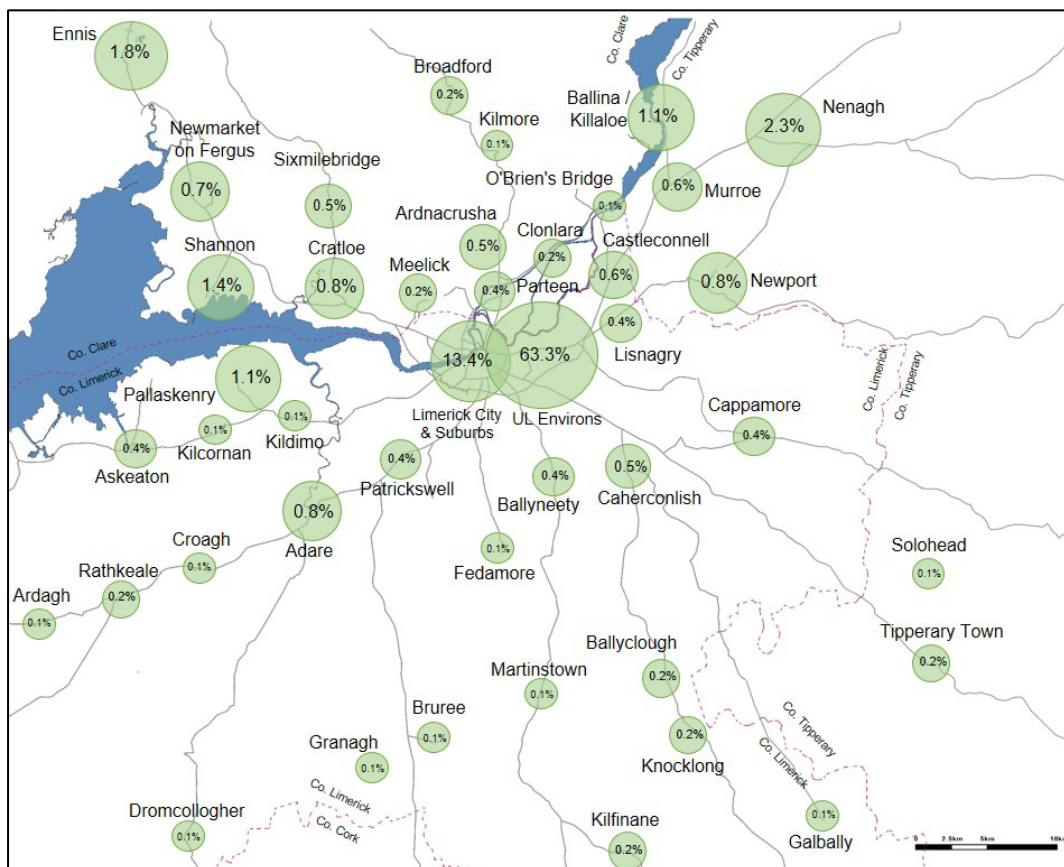 Ennis
1.8%
Broadford
0.2%
Kilmore
0.1%
Co. Clare
Co. Tipperary
Ballina /
Killaloe
1.1%
Nenagh
2.3%
Newmarket
on Fergus
0.7%
Sixmilebridge
0.5%
O'Brien's Bridge
0.1%
0.6%
Murroe
Ardnacrusha
0.5%
Clonlara
0.2%
Castleconnell
0.6%
Shannon
1.4%
Cratloe
0.8%
Meelick
0.2%
0.4%
Parteen
0.8%
Newport
0.4%
Lisnagry
Co. Clare
Co. Limerick
13.4%
Limerick City
& Suburbs
63.3%
UL Environs
Co. Limerick
Co. Tipperary
1.1%
Pallaskenry
0.1%
Kildimo
0.1%
Kilcornan
0.4%
Askeaton
Cappamore
0.4%
0.4%
Patrickswell
0.4%
Ballyneety
0.5%
Caherconlish
0.8%
Adare
0.1%
Fedamore
Croagh
0.1%
Rathkeale
0.2%
Ardagh
0.1%
Solohead
0.1%
Tipperary Town
0.2%
Ballyclough
0.2%
Martinstown
0.1%
Bruree
0.1%
0.2%
Knocklong
Granagh
0.1%
Co. Tipperary
Co. Limerick
Co. Limerick
Co. Cork
Dromcollogher
0.1%
Kilfinane
0.2%
0.1%
Galbally
0 2.5km 5km 10km